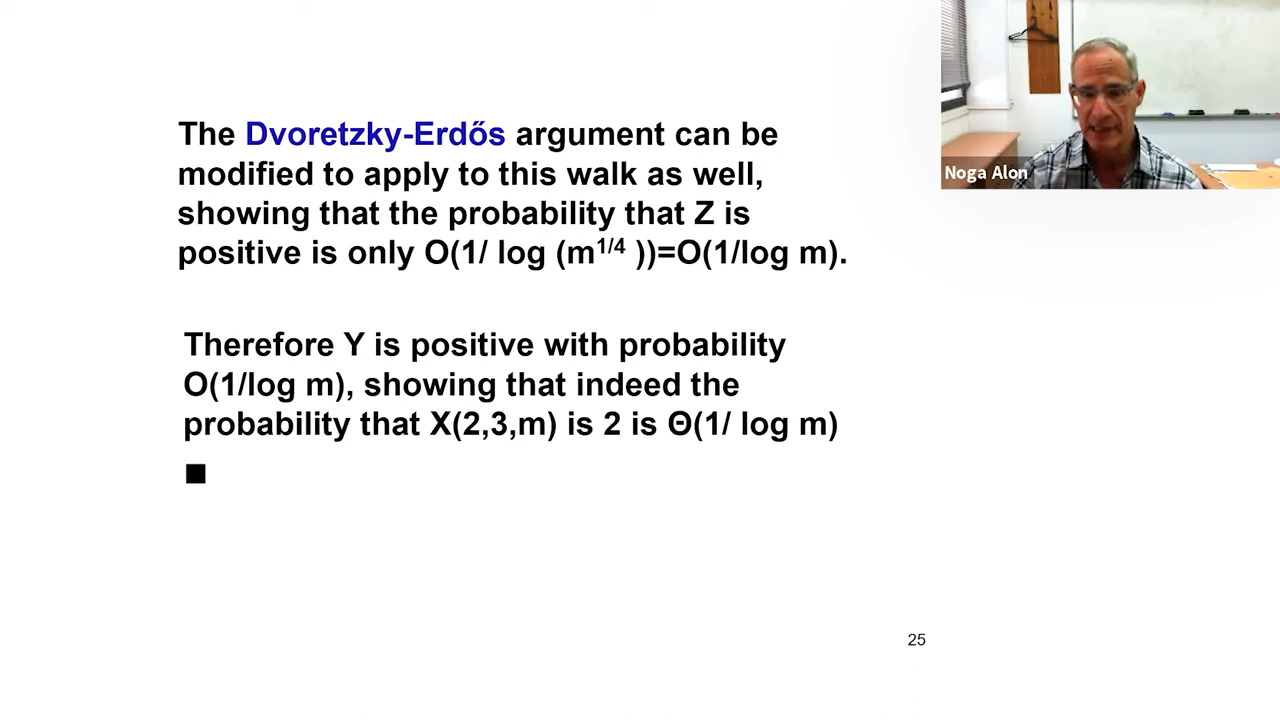 The Dvoretzky-Erdős argument can be
modified to apply to this walk as well,
showing that the probability that Z is
positive is only O(1/ log (m^1/4 ))=O(1/log m).
Therefore Y is positive with probability
O(1/log m), showing that indeed the
probability that X(2,3,m) is 2 is Θ(1/ log m)
■
25
Noga Alon